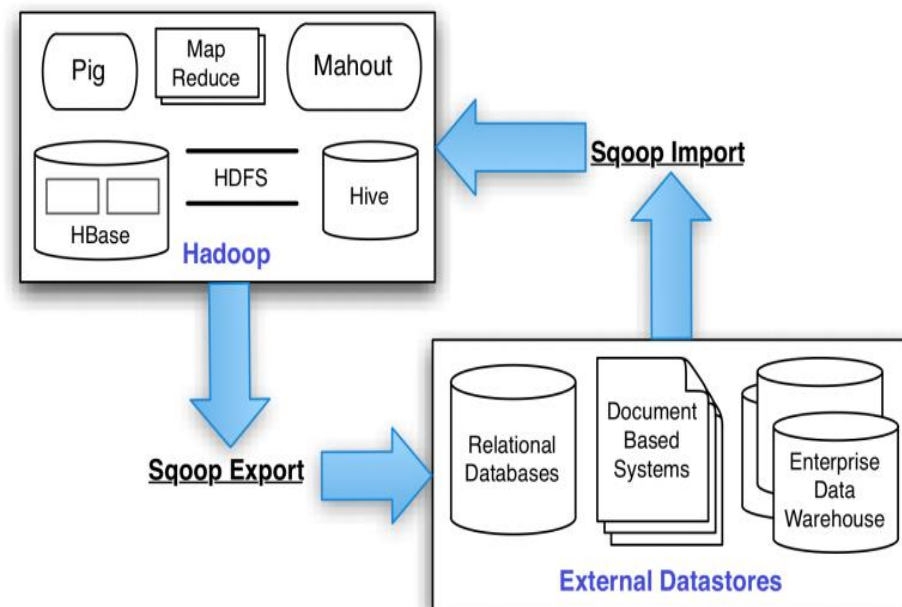 Pig
Map
Reduce
Mahout
HBase
HDFS
Hive
Hadoop
Sqoop Import
Sqoop Export
Relational
Databases
Document
Based
Systems
Enterprise
Data
Warehouse
External Datastores